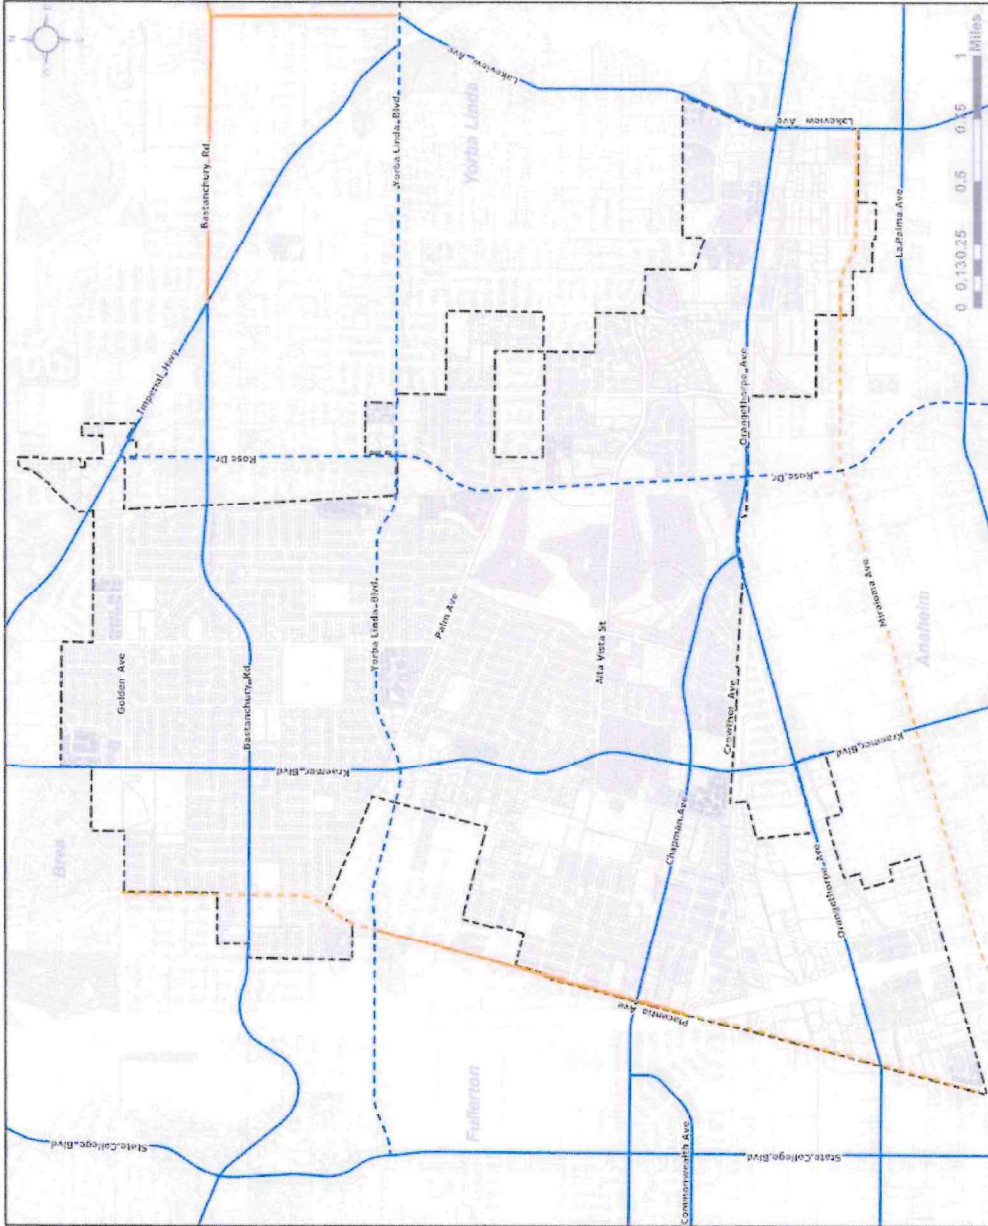 N
Brea
Golden Ave
State College Blvd
Imperial Hwy
Bastanchury Rd
Rose Dr
Bastanchury Rd
Kraemer Blvd
Yorba Linda Blvd
Yorba Linda Blvd
Palm Ave
Fullerton
Yorba Linda
Lakeview Ave
Alta Vista St
Placentia Ave
Chapman Ave
Commonwealth Ave
Crowther Ave
Orangethorpe Ave
State College Blvd
Rose Dr
Lakeview Ave
Orangethorpe Ave
Kraemer Blvd
Miraloma Ave
La Palma Ave
Anaheim
0 0.13 0.25 0.5 0.75 1
Miles